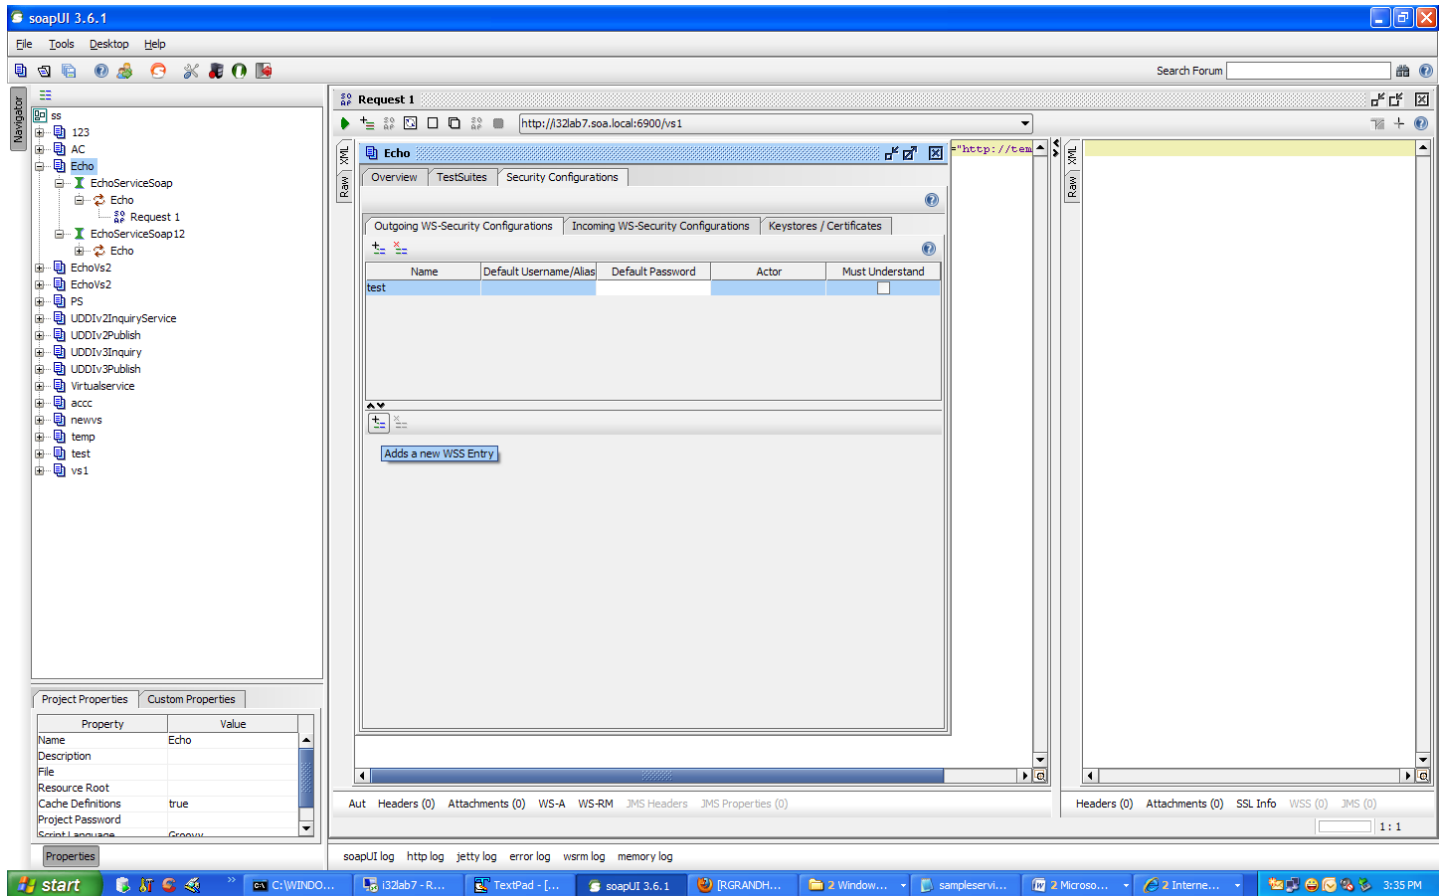 soapUI 3.6.1
File Tools Desktop Help
Search Forum
Navigator
ss
123
AC
Echo
EchoServiceSoap
Echo
Request 1
EchoServiceSoap12
Echo
EchoVs2
EchoVs2
PS
UDDIv2InquiryService
UDDIv2Publish
UDDIv3Inquiry
UDDIv3Publish
Virtualservice
accc
newvs
temp
test
vs1
Project Properties Custom Properties
Property Value
Name Echo
Description
File
Resource Root
Cache Definitions true
Project Password
Script Language Groovy
Properties
Request 1
http://i32lab7.soa.local:6900/vs1
XML
Raw
="http://tem
Echo
Overview TestSuites Security Configurations
Outgoing WS-Security Configurations Incoming WS-Security Configurations Keystores / Certificates
Name Default Username/Alias Default Password Actor Must Understand
test
Adds a new WSS Entry
XML
Raw
Aut Headers (0) Attachments (0) WS-A WS-RM JMS Headers JMS Properties (0)
Headers (0) Attachments (0) SSL Info WSS (0) JMS (0)
1 : 1
soapUI log http log jetty log error log wsrm log memory log
start C:\WINDO... i32lab7 - R... TextPad - [... soapUI 3.6.1 [RGRANDH... 2 Window... sampleservi... 2 Microso... 2 Interne... 3:35 PM